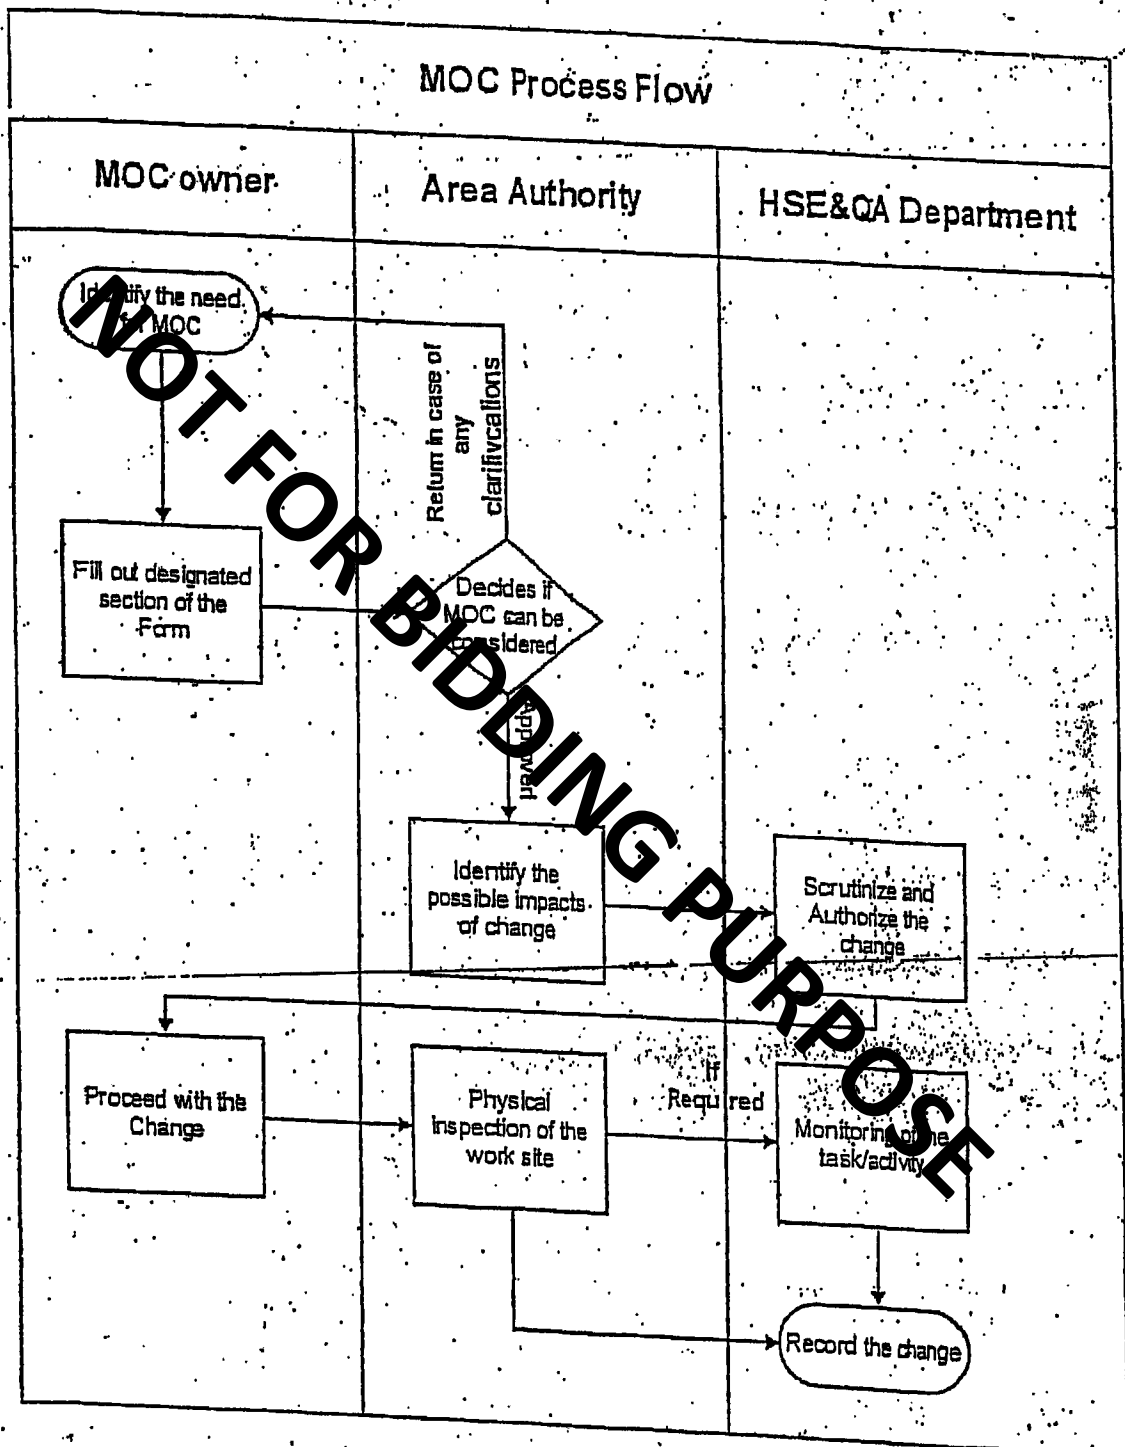 MOC Process Flow
MOC owner
Area Authority
HSE&QA Department
Identify the need
for MOC
Return in case of
any
clarifivcations
Fill out designated
section of the
Form
Decides if
MOC can be
considered
Approved
Identify the
possible impacts
of change
Scrutinize and
Authorize the
change
Proceed with the
Change
Physical
inspection of the
work site
If
Required
Monitoring of the
task/activity
Record the change
NOT FOR BIDDING PURPOSE